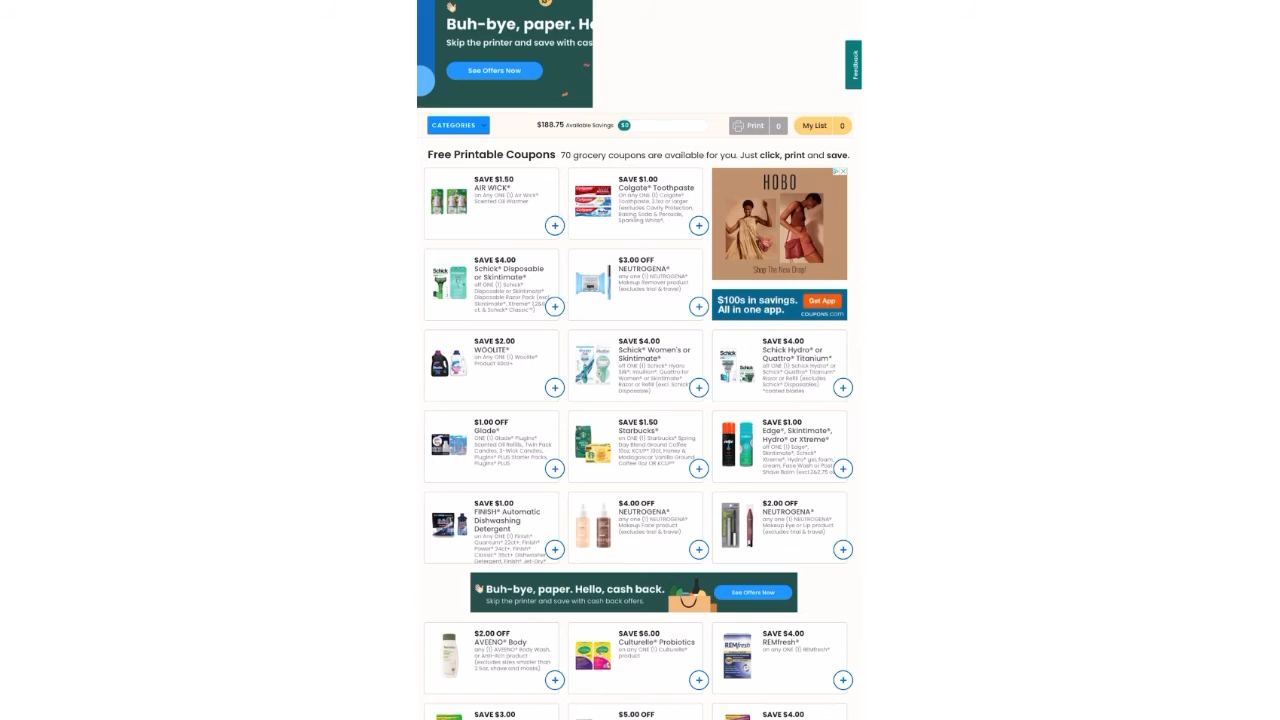 Buh-bye, paper. He
Skip the printer and save with cas
See Offers Now
Feedback
CATEGORIES
$188.75 Available Savings $0
Print 0
My List 0
Free Printable Coupons 70 grocery coupons are available for you. Just click, print and save.
SAVE $1.50
AIR WICK®
on Any ONE (1) Air Wick®
Scented Oil Warmer
SAVE $1.00
Colgate® Toothpaste
On any ONE (1) Colgate®
Toothpaste, 3.1oz or larger
(excludes Cavity Protection,
Baking Soda & Peroxide,
Sparkling White®,
HOBO
Shop The New Drop!
SAVE $4.00
Schick® Disposable
or Skintimate®
off ONE (1) Schick®
Disposable or Skintimate®
Disposable Razor Pack (excl
Skintimate®, Xtreme®
ct. & Schick® Classic™)
$3.00 OFF
NEUTROGENA®
any one (1) NEUTROGENA®
Makeup Remover product
(excludes trial & travel)
$100s in savings.
All in one app.
Get App
COUPONS.com
SAVE $2.00
WOOLITE®
on Any ONE (1) Woolite®
Product
SAVE $4.00
Schick® Women's or
Skintimate®
off ONE (1) Schick® Hydro
Silk®, Intuition®, Quattro for
Women® or Skintimate®
Razor or Refill (excl. Schick
Disposable)
SAVE $4.00
Schick Hydro® or
Quattro® Titanium*
off ONE (1) Schick Hydro® or
Schick® Quattro® Titanium*
Razor or Refill (excludes
Schick® Disposables)
*coated blades
$1.00 OFF
Glade®
ONE (1) Glade® PlugIns®
Scented Oil Refills, Twin Pack
Candles, 3-Wick Candles,
PlugIns® PLUS Starter Packs,
PlugIns® PLUS
SAVE $1.50
Starbucks®
on ONE (1) Starbucks® Spring
Day Blend Ground Coffee
10oz, KCUP® 10ct, Honey &
Madagascar Vanilla Ground
Coffee 11oz OR KCUP®
SAVE $1.00
Edge®, Skintimate®,
Hydro® or Xtreme®
off ONE (1) Edge®,
Skintimate®, Schick®
Xtreme®, Hydro® gel, foam,
cream, Face Wash or Post
Shave Balm (excl 2&2.75 o
SAVE $1.00
FINISH® Automatic
Dishwashing
Detergent
on Any ONE (1) Finish®
Quantum® 22ct+, Finish®
Power® 24ct+, Finish®
Classic® 35ct+ Dishwasher
Detergent, Finish® Jet-Dry®
$4.00 OFF
NEUTROGENA®
any one (1) NEUTROGENA®
Makeup Face product
(excludes trial & travel)
$2.00 OFF
NEUTROGENA®
any one (1) NEUTROGENA®
Makeup Eye or Lip product
(excludes trial & travel)
Buh-bye, paper. Hello, cash back.
Skip the printer and save with cash back offers.
See Offers Now
$2.00 OFF
AVEENO® Body
any (1) AVEENO® Body Wash,
or Anti-Itch product
(excludes sizes smaller than
2.5oz, shave and masks)
SAVE $6.00
Culturelle® Probiotics
on any ONE (1) Culturelle®
product
SAVE $4.00
REMfresh®
on any ONE (1) REMfresh®
REMfresh
SAVE $3.00
$5.00 OFF
SAVE $4.00